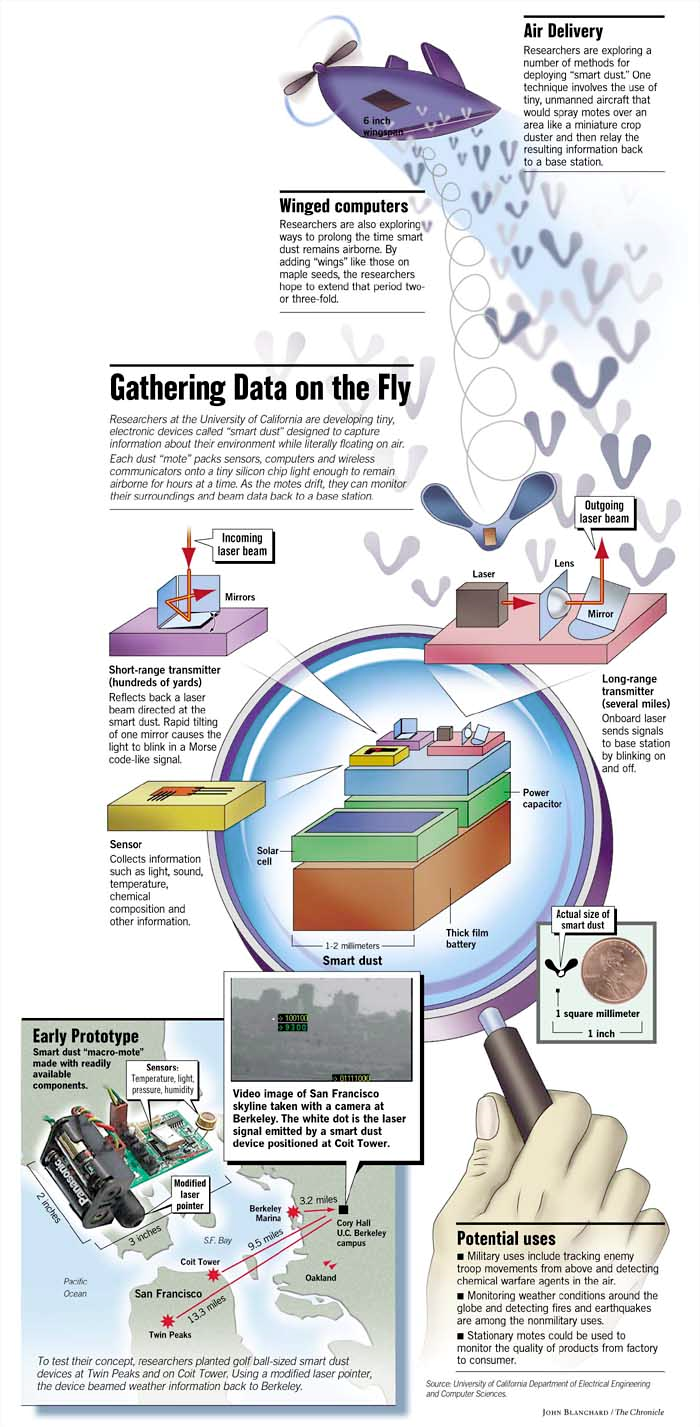 Air Delivery
Researchers are exploring a
number of methods for
deploying “smart dust.” One
technique involves the use of
tiny, unmanned aircraft that
would spray motes over an
area like a miniature crop
duster and then relay the
resulting information back
to a base station.
6 inch
wingspan
Winged computers
Researchers are also exploring
ways to prolong the time smart
dust remains airborne. By
adding “wings” like those on
maple seeds, the researchers
hope to extend that period two-
or three-fold.
Gathering Data on the Fly
Researchers at the University of California are developing tiny,
electronic devices called “smart dust” designed to capture
information about their environment while literally floating on air.
Each dust “mote” packs sensors, computers and wireless
communicators onto a tiny silicon chip light enough to remain
airborne for hours at a time. As the motes drift, they can monitor
their surroundings and beam data back to a base station.
Incoming
laser beam
Mirrors
Short-range transmitter
(hundreds of yards)
Reflects back a laser
beam directed at the
smart dust. Rapid tilting
of one mirror causes the
light to blink in a Morse
code-like signal.
Outgoing
laser beam
Laser
Lens
Mirror
Long-range
transmitter
(several miles)
Onboard laser
sends signals
to base station
by blinking on
and off.
Sensor
Collects information
such as light, sound,
temperature,
chemical
composition and
other information.
Power
capacitor
Solar
cell
Thick film
battery
1-2 millimeters
Smart dust
Actual size of
smart dust
1 square millimeter
1 inch
Early Prototype
Smart dust “macro-mote”
made with readily
available
components.
Sensors:
Temperature, light,
pressure, humidity
Panasonic
Modified
laser
pointer
2 inches
3 inches
100100
9300
01111000
Video image of San Francisco
skyline taken with a camera at
Berkeley. The white dot is the laser
signal emitted by a smart dust
device positioned at Coit Tower.
Berkeley
Marina
3.2 miles
Cory Hall
U.C. Berkeley
campus
S.F. Bay
9.5 miles
Coit Tower
Oakland
Pacific
Ocean
San Francisco
13.3 miles
Twin Peaks
To test their concept, researchers planted golf ball-sized smart dust
devices at Twin Peaks and on Coit Tower. Using a modified laser pointer,
the device beamed weather information back to Berkeley.
Potential uses
■ Military uses include tracking enemy
troop movements from above and detecting
chemical warfare agents in the air.
■ Monitoring weather conditions around the
globe and detecting fires and earthquakes
are among the nonmilitary uses.
■ Stationary motes could be used to
monitor the quality of products from factory
to consumer.
Source: University of California Department of Electrical Engineering
and Computer Sciences.
JOHN BLANCHARD / The Chronicle